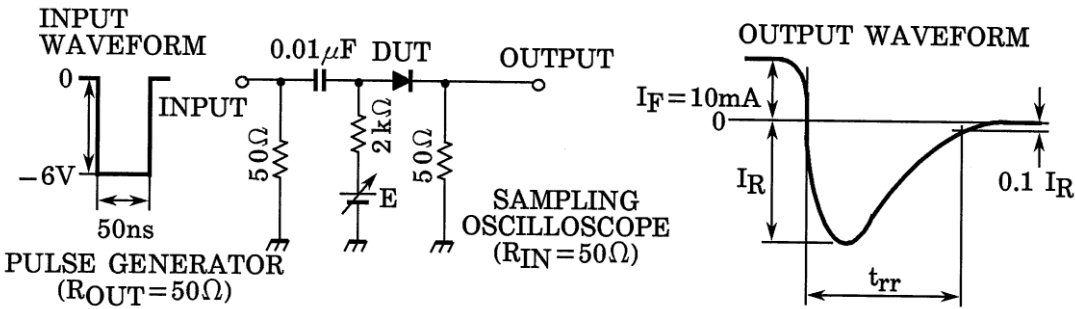 INPUT
WAVEFORM
0
−6V
50ns
PULSE GENERATOR
(ROUT=50Ω)
INPUT
0.01μF
DUT
OUTPUT
50Ω
2kΩ
E
50Ω
SAMPLING
OSCILLOSCOPE
(RIN=50Ω)
OUTPUT WAVEFORM
IF=10mA
0
IR
0.1 IR
trr